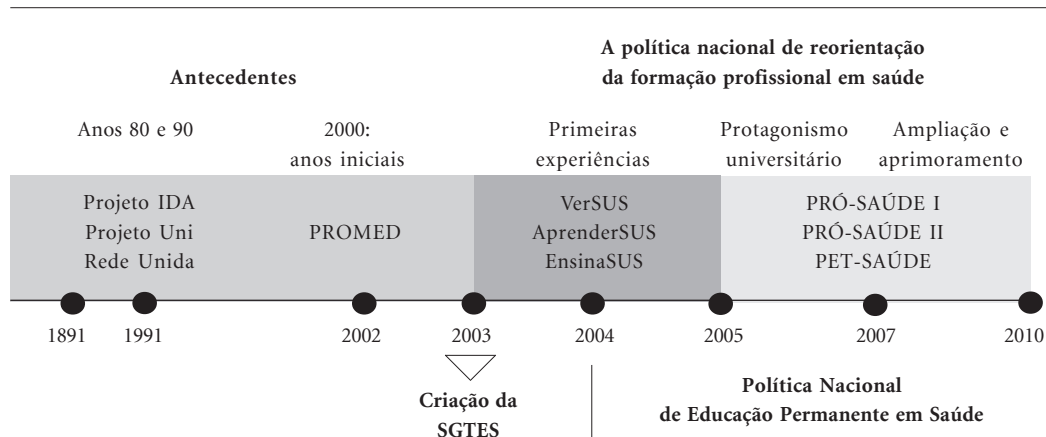 A política nacional de reorientação
da formação profissional em saúde
Antecedentes
Anos 80 e 90
2000:
anos iniciais
Primeiras
experiências
Protagonismo
universitário
Ampliação e
aprimoramento
Projeto IDA
Projeto Uni
Rede Unida
PROMED
VerSUS
AprenderSUS
EnsinaSUS
PRÓ-SAÚDE I
PRÓ-SAÚDE II
PET-SAÚDE
1891 1991 2002 2003 2004 2005 2007 2010
Criação da
SGTES
Política Nacional
de Educação Permanente em Saúde